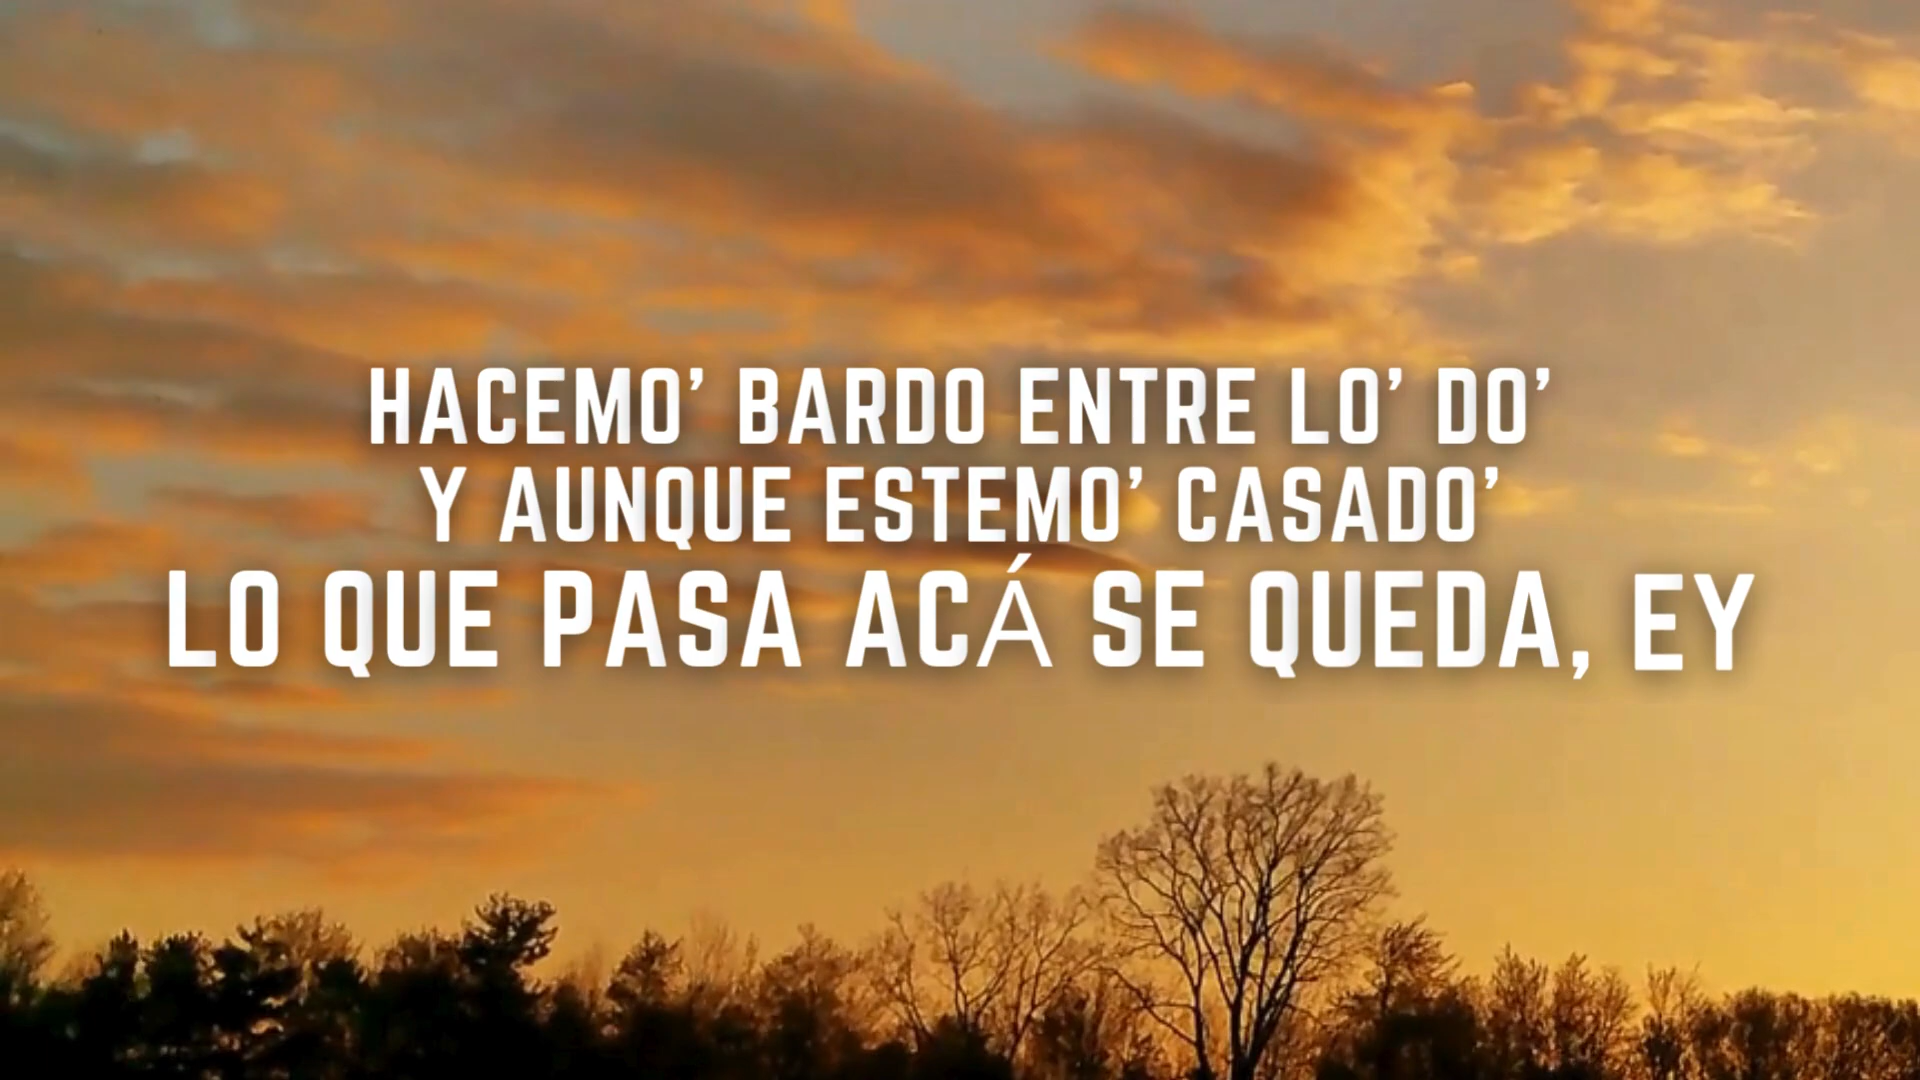 HACEMO’ BARDO ENTRE LO’ DO’
Y AUNQUE ESTEMO’ CASADO’
LO QUE PASA ACÁ SE QUEDA, EY